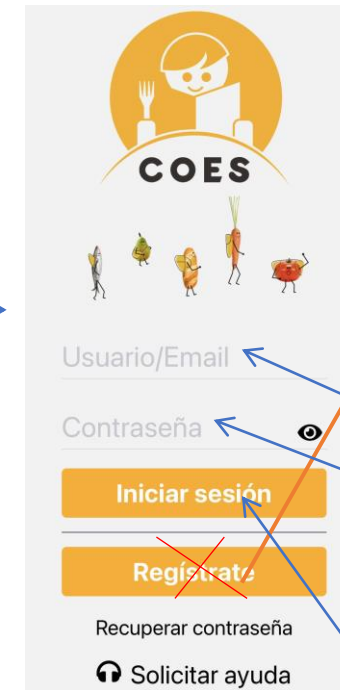 COES
Usuario/Email
Contraseña
Iniciar sesión
Regístrate
Recuperar contraseña
Solicitar ayuda